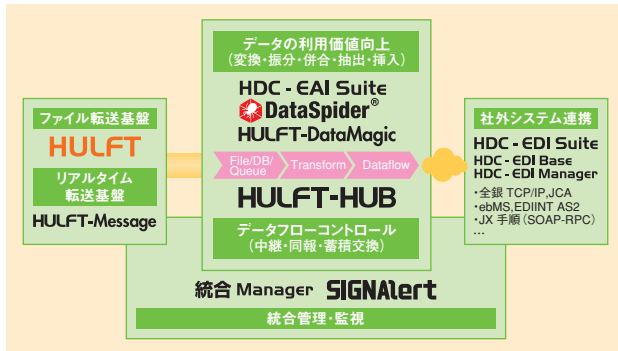 データの利用価値向上
(変換・振分・併合・抽出・挿入)
HDC - EAI Suite
DataSpider®
HULFT-DataMagic
File/DB/
Queue
Transform
Dataflow
HULFT-HUB
データフローコントロール
(中継・同報・蓄積交換)
ファイル転送基盤
HULFT
リアルタイム
転送基盤
HULFT-Message
社外システム連携
HDC - EDI Suite
HDC - EDI Base
HDC - EDI Manager
・全銀 TCP/IP,JCA
・ebMS,EDIINT AS2
・JX 手順(SOAP-RPC)
…
統合 Manager SIGNAlert
統合管理・監視